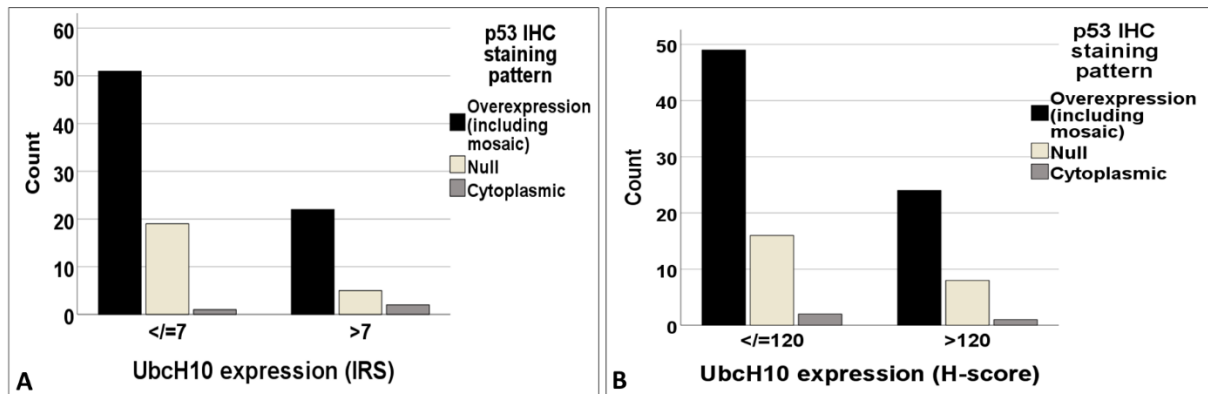 60
50
40
30
20
10
0
Count
</=7
>7
UbcH10 expression (IRS)
p53 IHC
staining
pattern
Overexpression
(including
mosaic)
Null
Cytoplasmic
A
50
40
30
20
10
0
Count
</=120
>120
UbcH10 expression (H-score)
p53 IHC
staining
pattern
Overexpression
(including
mosaic)
Null
Cytoplasmic
B